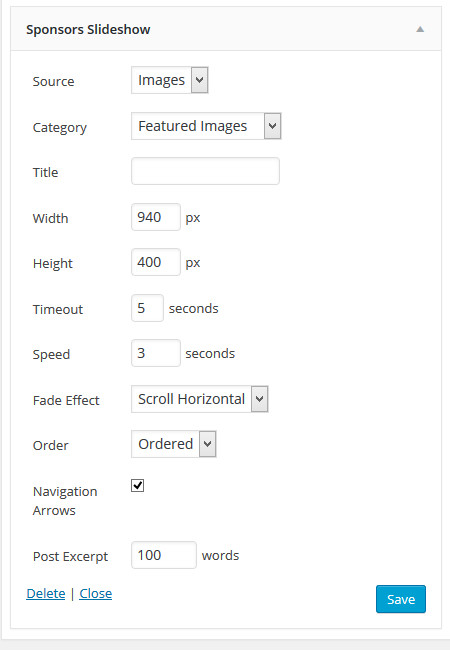 Sponsors Slideshow
Source Images
Category Featured Images
Title
Width 940 px
Height 400 px
Timeout 5 seconds
Speed 3 seconds
Fade Effect Scroll Horizontal
Order Ordered
Navigation
Arrows
Post Excerpt 100 words
Delete | Close Save